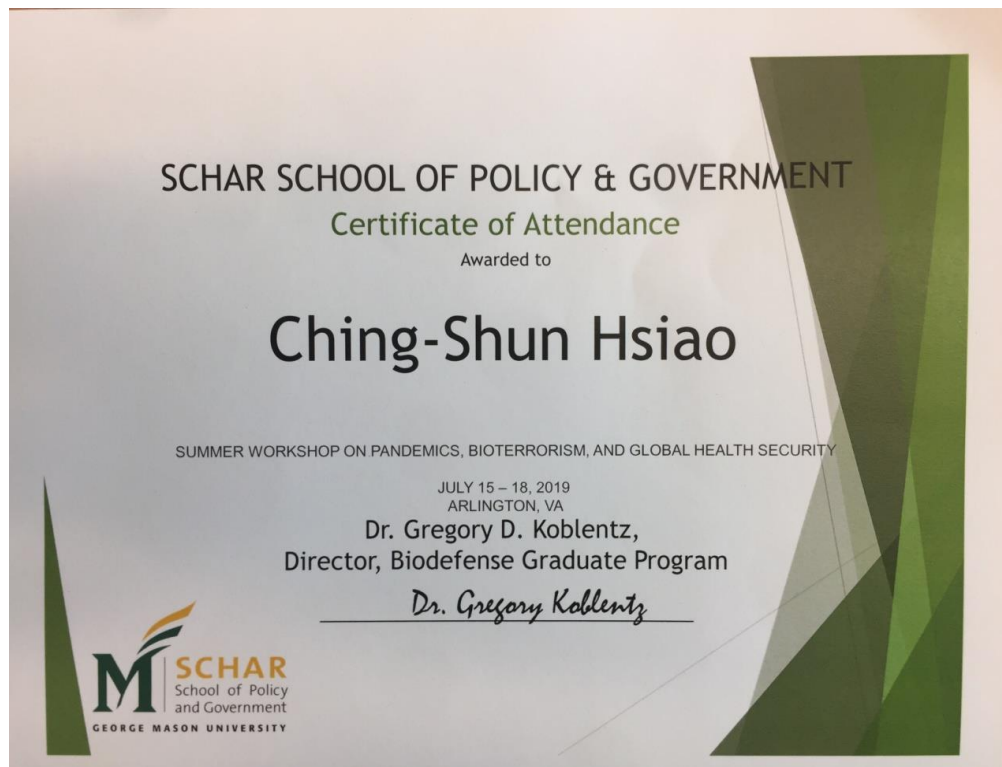 SCHAR SCHOOL OF POLICY & GOVERNMENT
Certificate of Attendance
Awarded to
Ching-Shun Hsiao
SUMMER WORKSHOP ON PANDEMICS, BIOTERRORISM, AND GLOBAL HEALTH SECURITY
JULY 15 – 18, 2019
ARLINGTON, VA
Dr. Gregory D. Koblentz,
Director, Biodefense Graduate Program
Dr. Gregory Koblentz
M SCHAR
School of Policy
and Government
GEORGE MASON UNIVERSITY